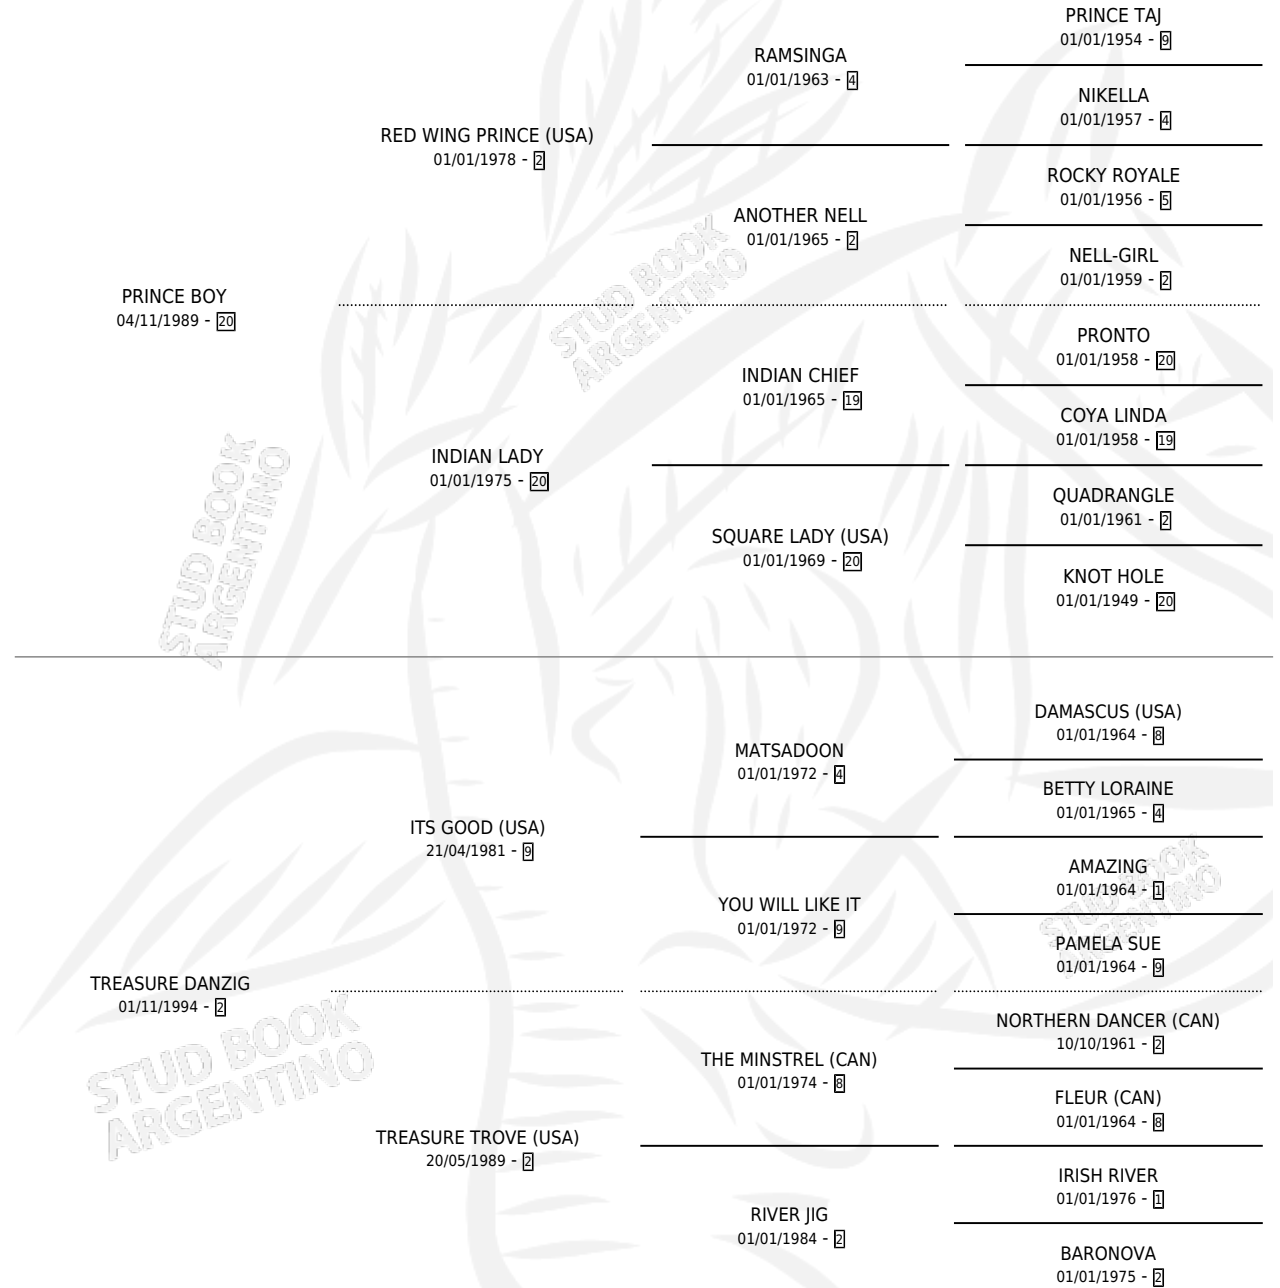 PRINCE TAJ
01/01/1954 - 9
RAMSINGA
01/01/1963 - 4
NIKELLA
01/01/1957 - 4
RED WING PRINCE (USA)
01/01/1978 - 2
ROCKY ROYALE
01/01/1956 - 5
ANOTHER NELL
01/01/1965 - 2
NELL-GIRL
01/01/1959 - 2
PRINCE BOY
04/11/1989 - 20
PRONTO
01/01/1958 - 20
INDIAN CHIEF
01/01/1965 - 19
COYA LINDA
01/01/1958 - 19
INDIAN LADY
01/01/1975 - 20
QUADRANGLE
01/01/1961 - 2
SQUARE LADY (USA)
01/01/1969 - 20
KNOT HOLE
01/01/1949 - 20
STUD BOOK
ARGENTINO
STUD BOOK
ARGENTINO
DAMASCUS (USA)
01/01/1964 - 8
MATSADOON
01/01/1972 - 4
BETTY LORAINE
01/01/1965 - 4
ITS GOOD (USA)
21/04/1981 - 9
AMAZING
01/01/1964 - 1
YOU WILL LIKE IT
01/01/1972 - 9
PAMELA SUE
01/01/1964 - 9
STUD BOOK
ARGENTINO
TREASURE DANZIG
01/11/1994 - 2
NORTHERN DANCER (CAN)
10/10/1961 - 2
THE MINSTREL (CAN)
01/01/1974 - 8
FLEUR (CAN)
01/01/1964 - 8
STUD BOOK
ARGENTINO
TREASURE TROVE (USA)
20/05/1989 - 2
IRISH RIVER
01/01/1976 - 1
RIVER JIG
01/01/1984 - 2
BARONOVA
01/01/1975 - 2